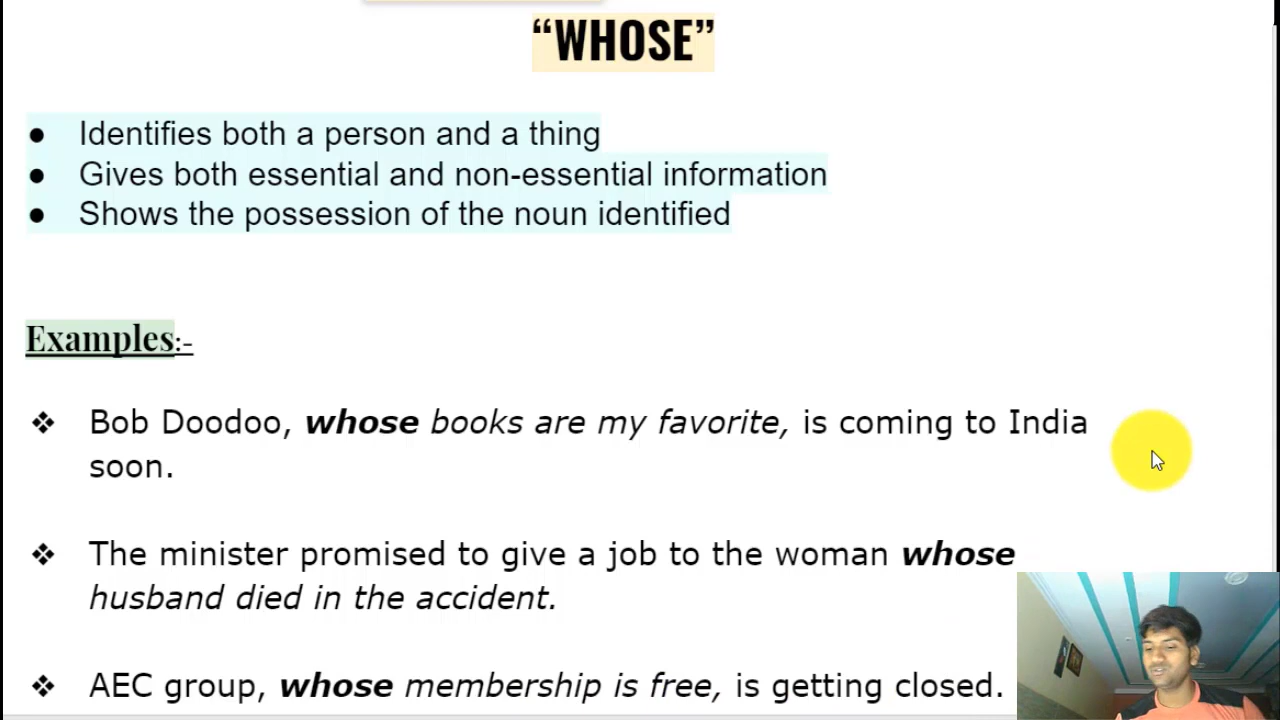 “WHOSE”
● Identifies both a person and a thing
● Gives both essential and non-essential information
● Shows the possession of the noun identified
Examples:-
❖ Bob Doodoo, whose books are my favorite, is coming to India
soon.
❖ The minister promised to give a job to the woman whose
husband died in the accident.
❖ AEC group, whose membership is free, is getting closed.